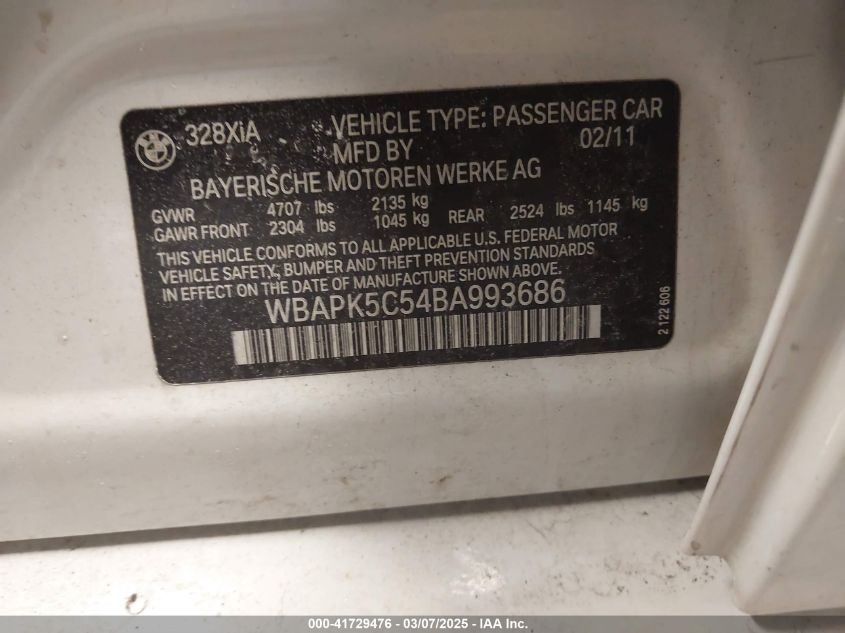 BMW
328XiA VEHICLE TYPE: PASSENGER CAR
MFD BY 02/11
BAYERISCHE MOTOREN WERKE AG
GVWR 4707 lbs 2135 kg
GAWR FRONT 2304 lbs 1045 kg REAR 2524 lbs 1145 kg
THIS VEHICLE CONFORMS TO ALL APPLICABLE U.S. FEDERAL MOTOR
VEHICLE SAFETY, BUMPER AND THEFT PREVENTION STANDARDS
IN EFFECT ON THE DATE OF MANUFACTURE SHOWN ABOVE.
WBAPK5C54BA993686
2 122 606
000-41729476 - 03/07/2025 - IAA Inc.